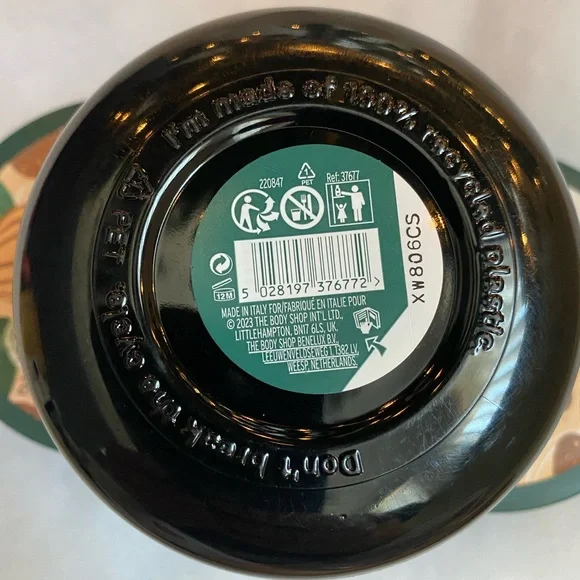 I'm made of 100% recycled plastic
Don't break the cycle.
1
PET
220847
1
PET
Ref: 37677
12M
5 028197 376772 >
XW806CS
MADE IN ITALY FOR/FABRIQUÉ EN ITALIE POUR
© 2023 THE BODY SHOP INT'L LTD.,
LITTLEHAMPTON, BN17 6LS, UK.
THE BODY SHOP BENELUX B.V.,
LEEUWENVELDSEWEG 1, 1382 LV,
WEESP, NETHERLANDS.